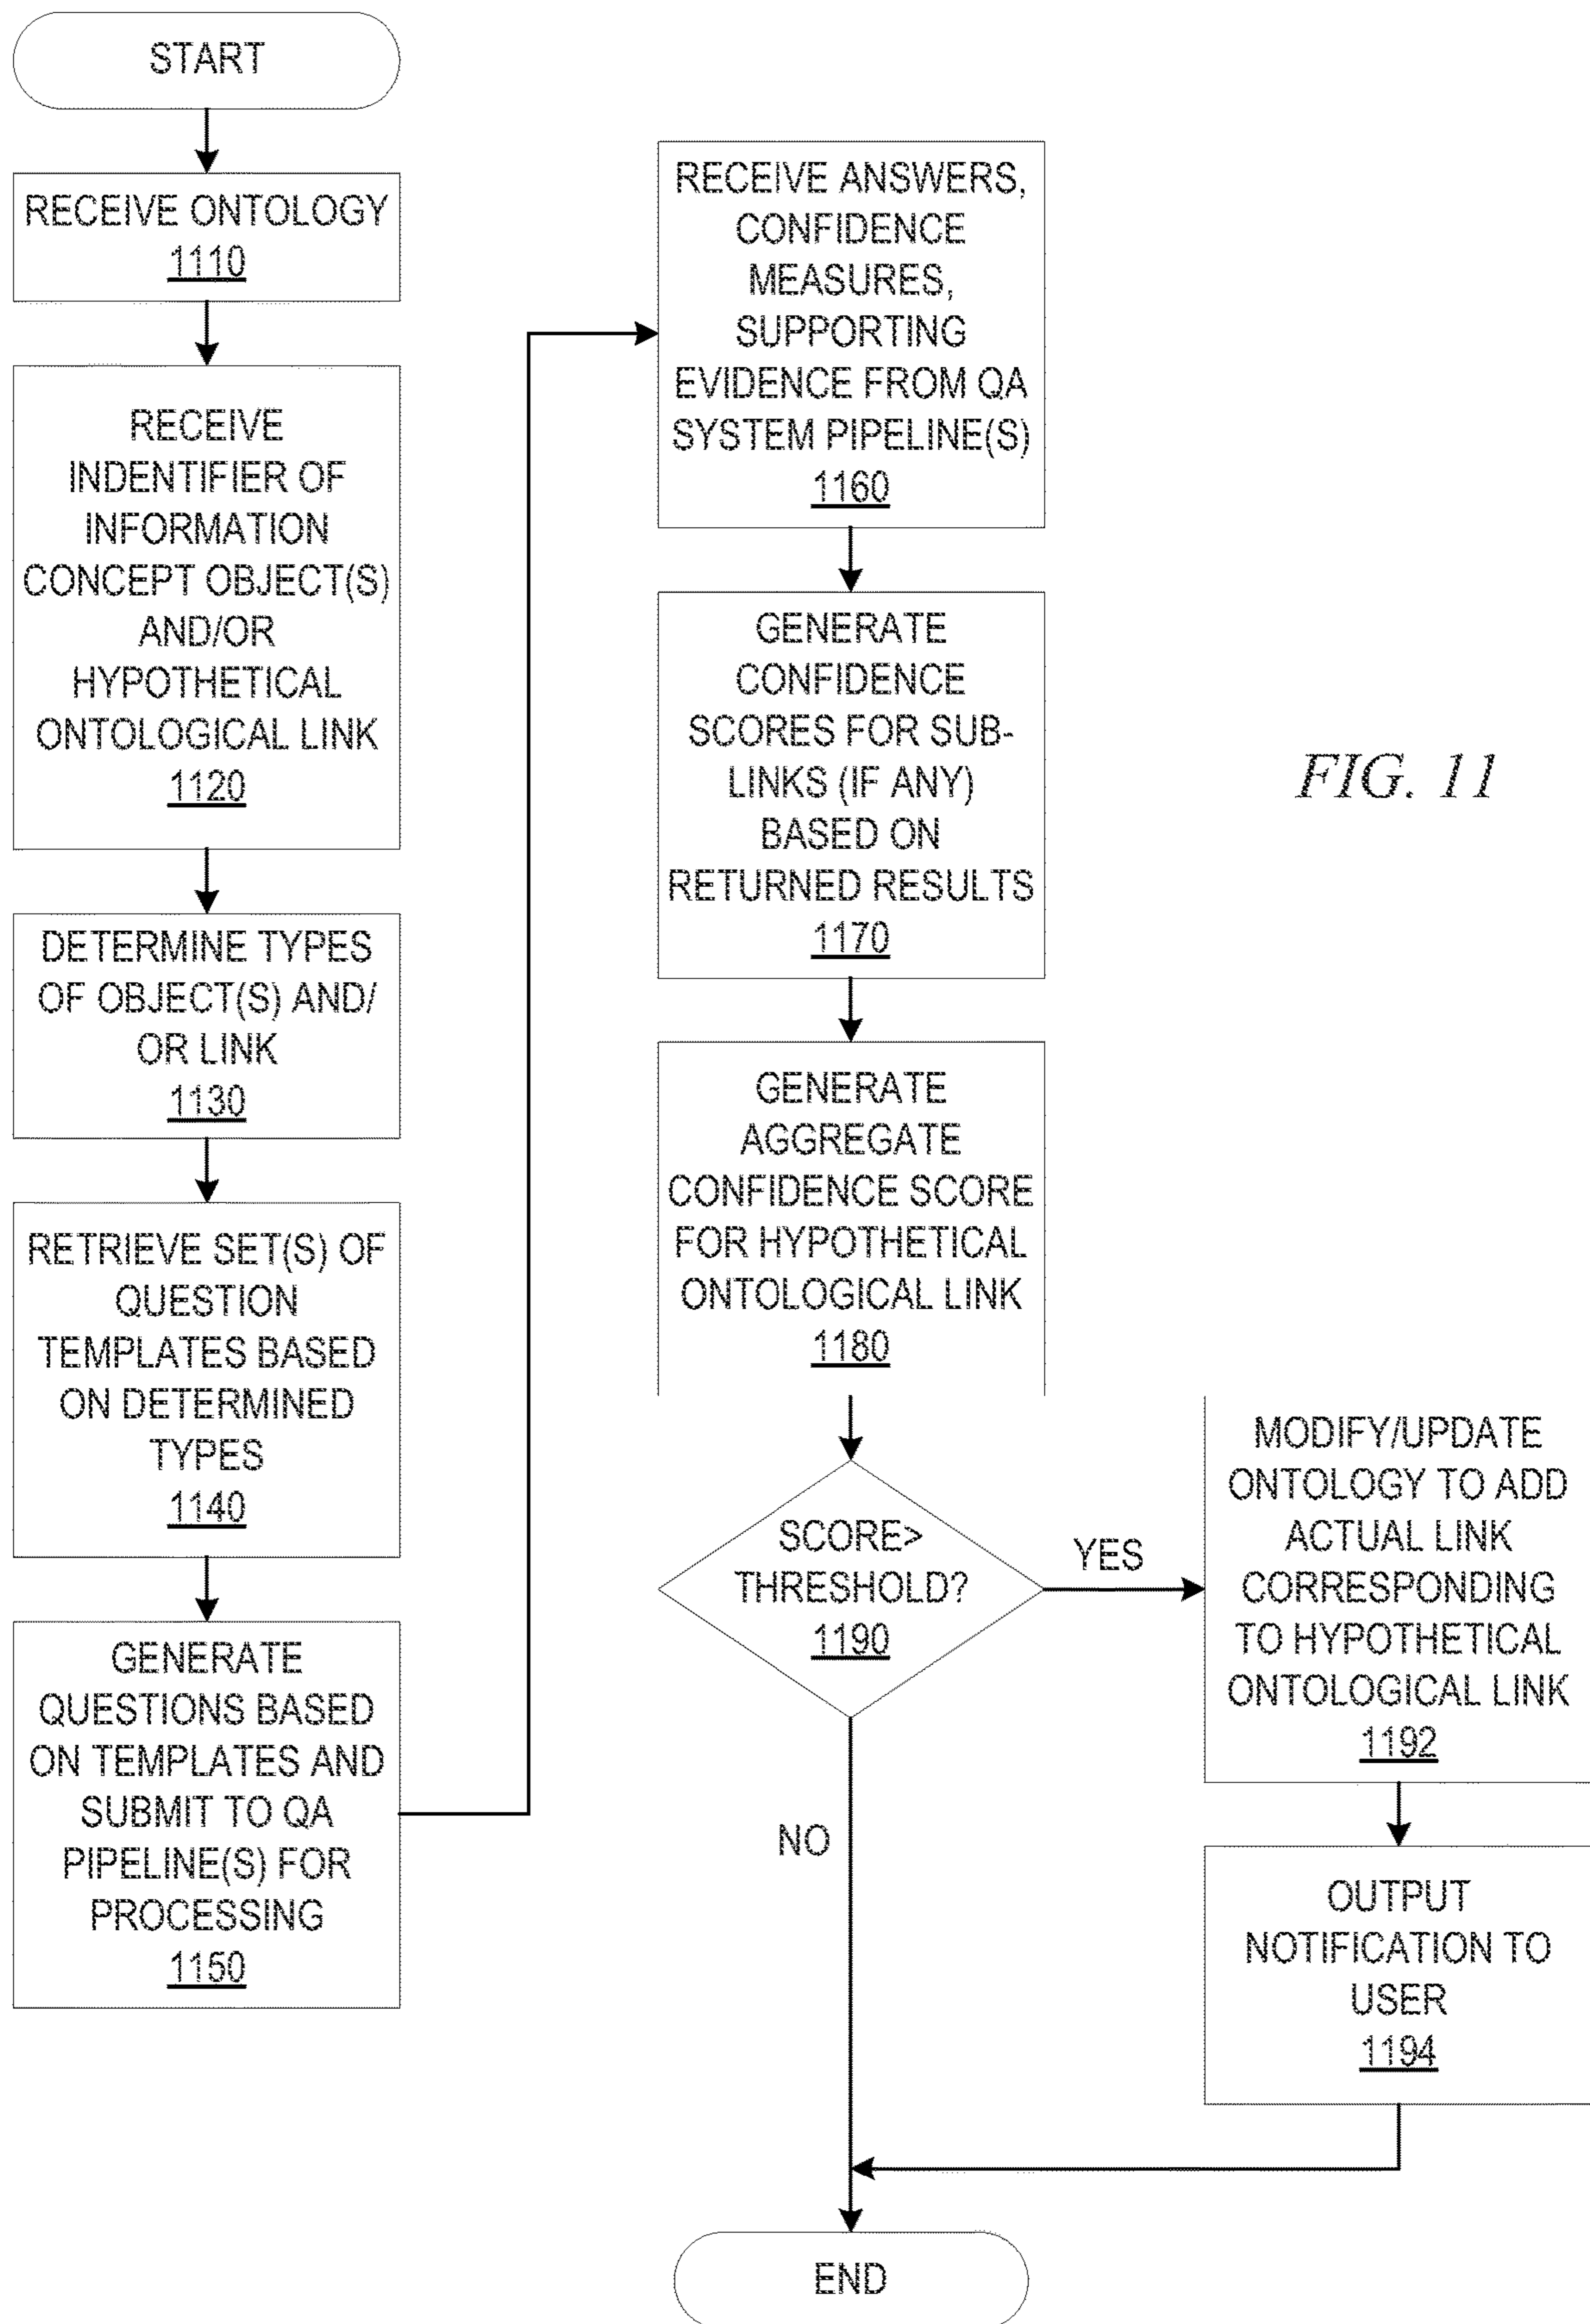 START
RECEIVE ONTOLOGY
1110
RECEIVE
INDENTIFIER OF
INFORMATION
CONCEPT OBJECT(S)
AND/OR
HYPOTHETICAL
ONTOLOGICAL LINK
1120
DETERMINE TYPES
OF OBJECT(S) AND/
OR LINK
1130
RETRIEVE SET(S) OF
QUESTION
TEMPLATES BASED
ON DETERMINED
TYPES
1140
GENERATE
QUESTIONS BASED
ON TEMPLATES AND
SUBMIT TO QA
PIPELINE(S) FOR
PROCESSING
1150
RECEIVE ANSWERS,
CONFIDENCE
MEASURES,
SUPPORTING
EVIDENCE FROM QA
SYSTEM PIPELINE(S)
1160
GENERATE
CONFIDENCE
SCORES FOR SUB-
LINKS (IF ANY)
BASED ON
RETURNED RESULTS
1170
GENERATE
AGGREGATE
CONFIDENCE SCORE
FOR HYPOTHETICAL
ONTOLOGICAL LINK
1180
SCORE>
THRESHOLD?
1190
YES
NO
MODIFY/UPDATE
ONTOLOGY TO ADD
ACTUAL LINK
CORRESPONDING
TO HYPOTHETICAL
ONTOLOGICAL LINK
1192
OUTPUT
NOTIFICATION TO
USER
1194
END
FIG. 11